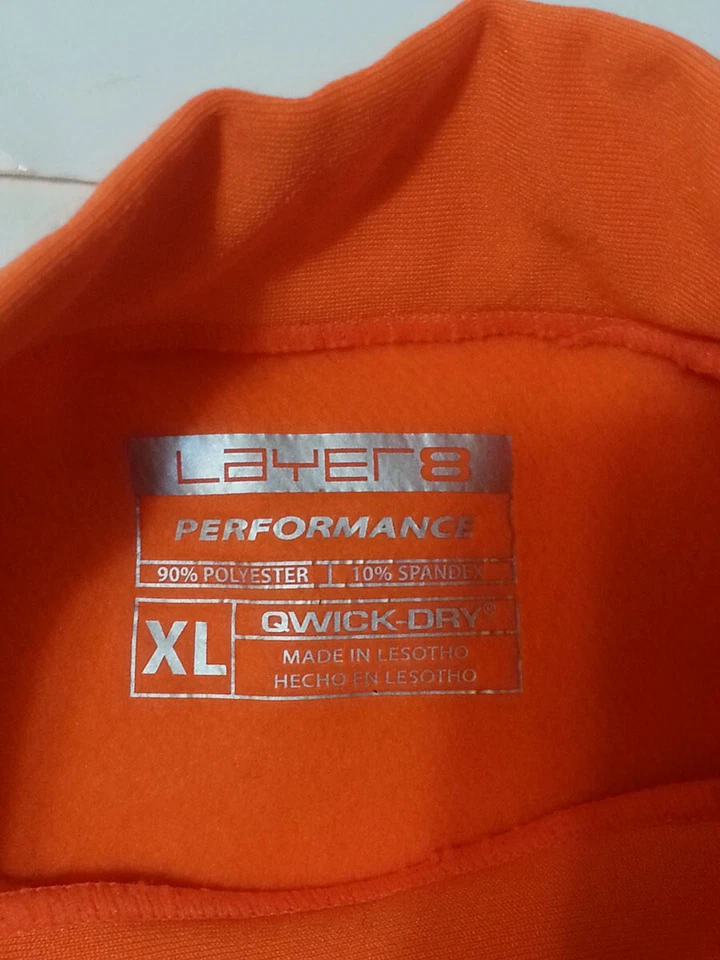 LAYER8
PERFORMANCE
90% POLYESTER | 10% SPANDEX
XL
QWICK-DRY®
MADE IN LESOTHO
HECHO EN LESOTHO